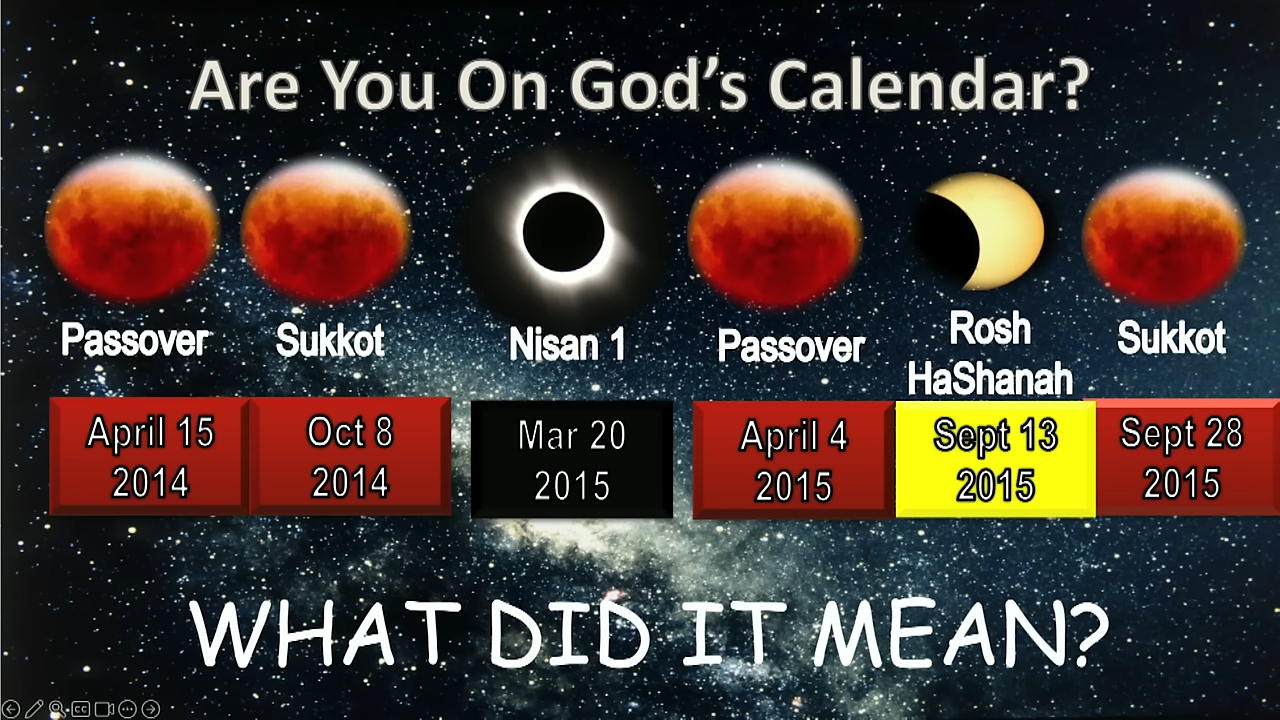 Are You On God's Calendar?
Passover
Sukkot
Nisan 1
Passover
Rosh
HaShanah
Sukkot
April 15
2014
Oct 8
2014
Mar 20
2015
April 4
2015
Sept 13
2015
Sept 28
2015
WHAT DID IT MEAN?
CC